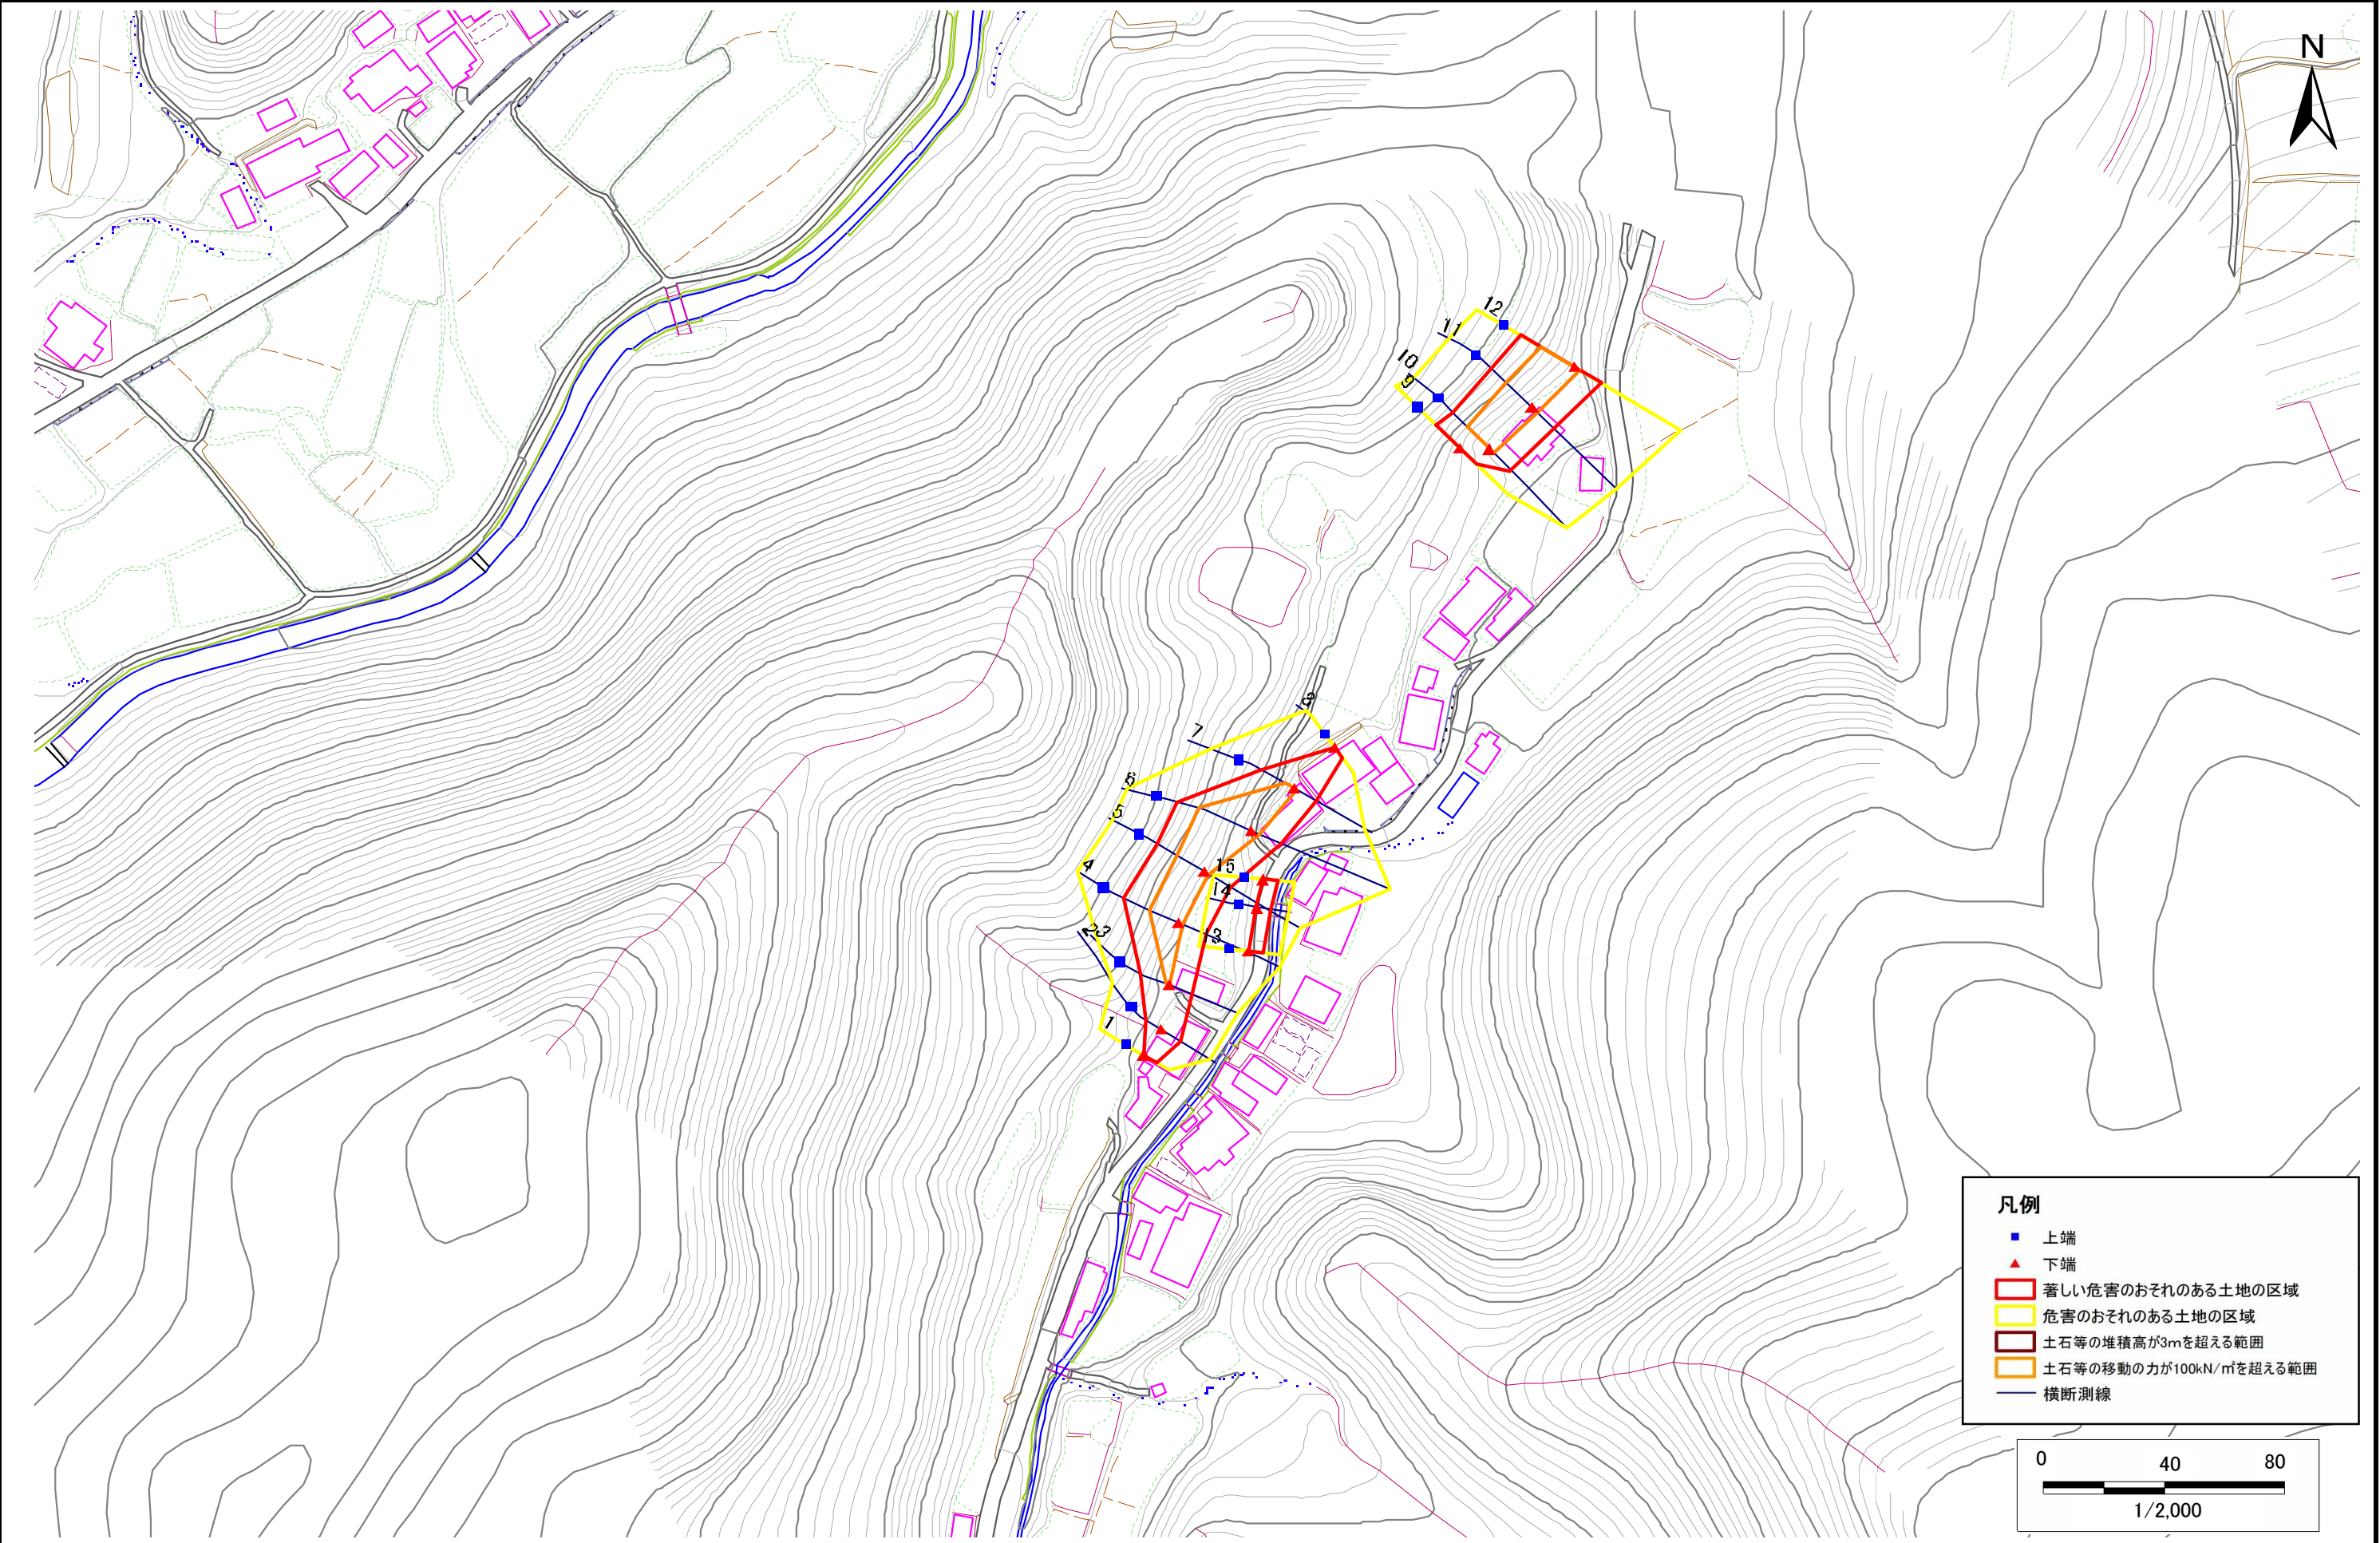 N
12
11
10
9
8
7
6
5
4
15
14
13
23
1
凡例
上端
下端
著しい危害のおそれのある土地の区域
危害のおそれのある土地の区域
土石等の堆積高が3mを超える範囲
土石等の移動の力が100kN/㎡を超える範囲
横断測線
0 40 80
1/2,000